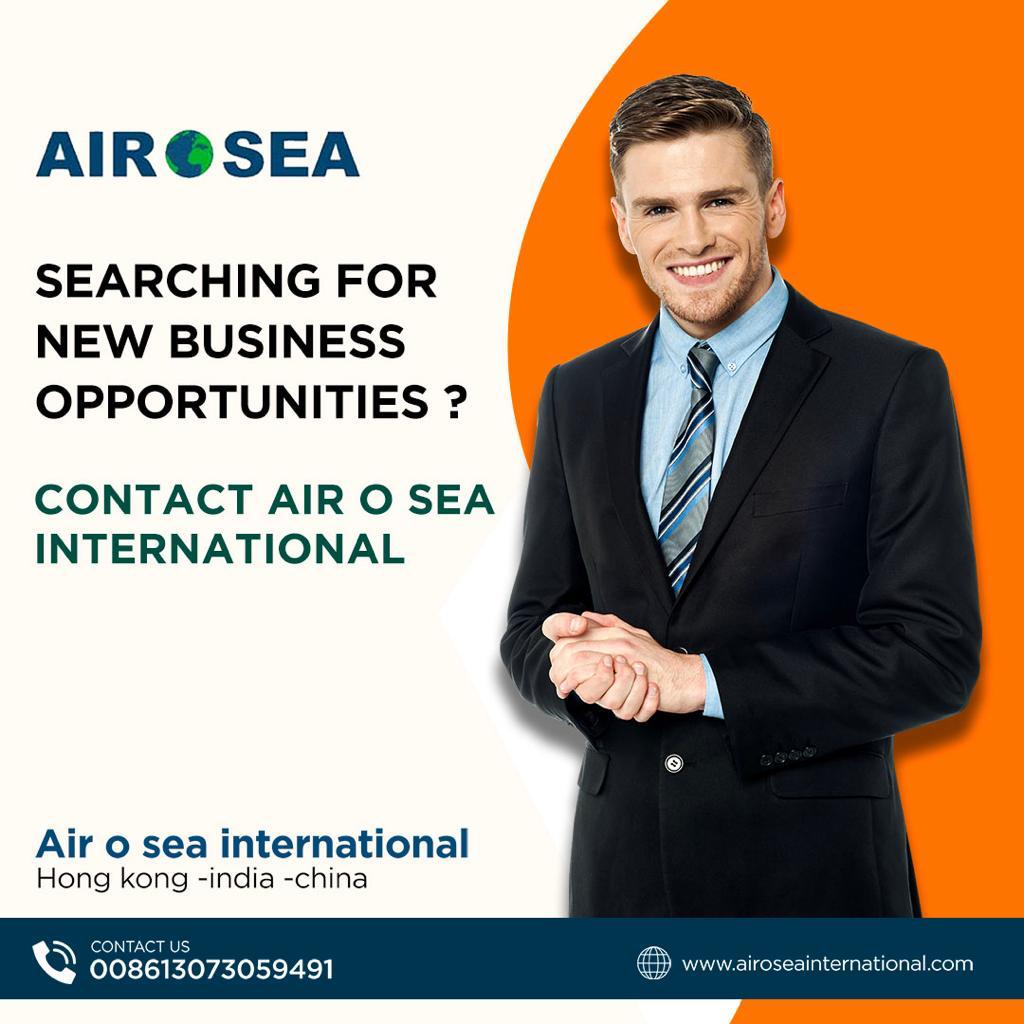 AIR O SEA
SEARCHING FOR
NEW BUSINESS
OPPORTUNITIES ?
CONTACT AIR O SEA
INTERNATIONAL
Air o sea international
Hong kong -india -china
CONTACT US
008613073059491
www.airoseainternational.com